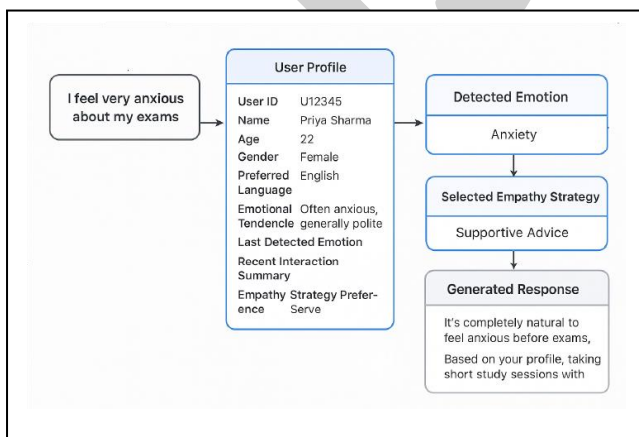 I feel very anxious
about my exams
User Profile
User ID U12345
Name Priya Sharma
Age 22
Gender Female
Preferred English
Language
Emotional Often anxious,
Tendencle generally polite
Last Detected Emotion
Recent Interaction
Summary
Empathy Strategy Prefer-
ence Serve
Detected Emotion
Anxiety
Selected Empathy Strategy
Supportive Advice
Generated Response
It's completely natural to
feel anxious before exams,
Based on your profile, taking
short study sessions with